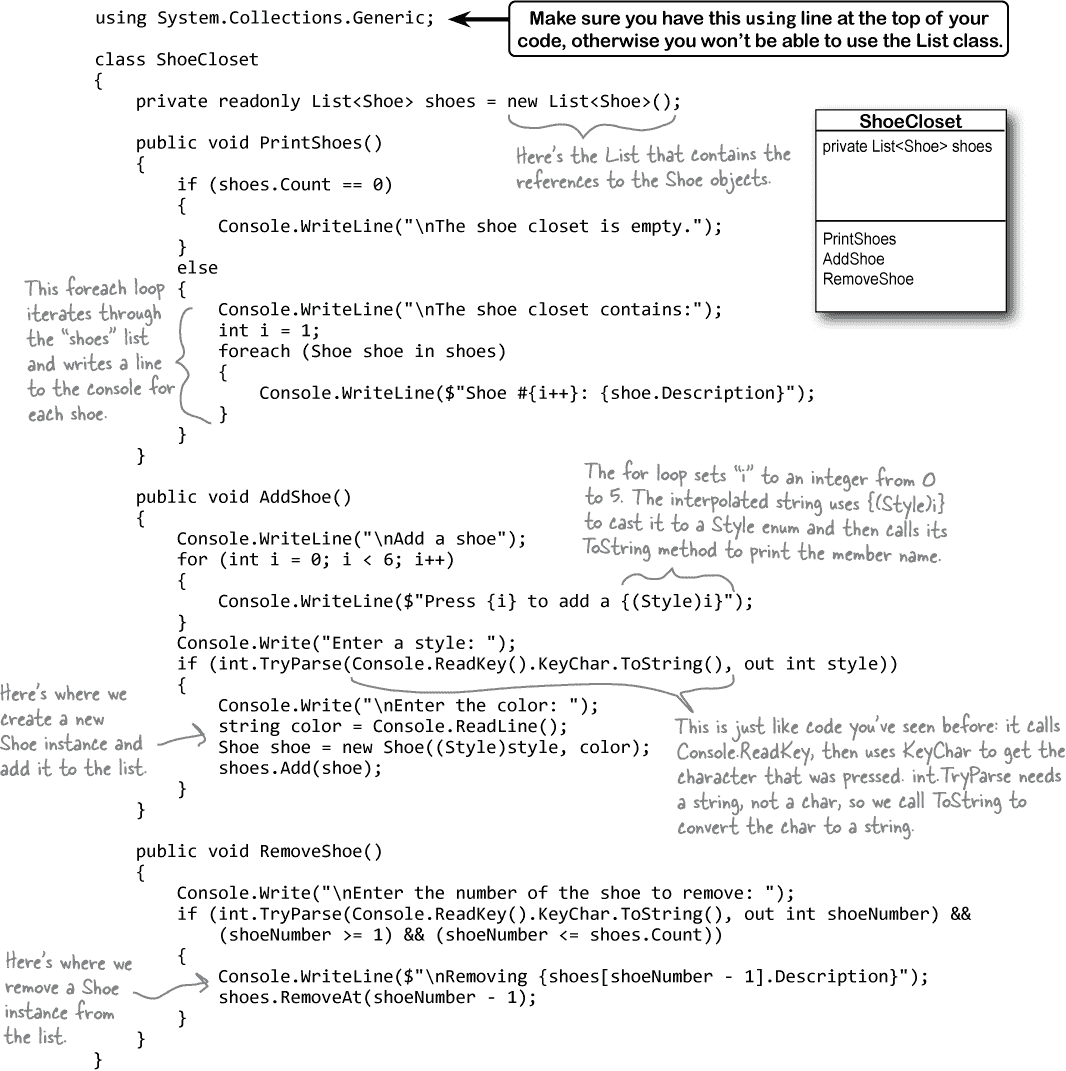 using System.Collections.Generic;
Make sure you have this using line at the top of your
code, otherwise you won't be able to use the List class.
class ShoeCloset
{
    private readonly List<Shoe> shoes = new List<Shoe>();
Here's the List that contains the
references to the Shoe objects.
ShoeCloset
private List<Shoe> shoes
PrintShoes
AddShoe
RemoveShoe
    public void PrintShoes()
    {
        if (shoes.Count == 0)
        {
            Console.WriteLine("\nThe shoe closet is empty.");
        }
        else
        {
            Console.WriteLine("\nThe shoe closet contains:");
            int i = 1;
            foreach (Shoe shoe in shoes)
            {
                Console.WriteLine($"Shoe #{i++}: {shoe.Description}");
            }
        }
    }
This foreach loop
iterates through
the "shoes" list
and writes a line
to the console for
each shoe.
    public void AddShoe()
    {
        Console.WriteLine("\nAdd a shoe");
        for (int i = 0; i < 6; i++)
        {
            Console.WriteLine($"Press {i} to add a {(Style)i}");
        }
        Console.Write("Enter a style: ");
        if (int.TryParse(Console.ReadKey().KeyChar.ToString(), out int style))
        {
            Console.Write("\nEnter the color: ");
            string color = Console.ReadLine();
            Shoe shoe = new Shoe((Style)style, color);
            shoes.Add(shoe);
        }
    }
The for loop sets "i" to an integer from 0
to 5. The interpolated string uses {(Style)i}
to cast it to a Style enum and then calls its
ToString method to print the member name.
Here's where we
create a new
Shoe instance and
add it to the list.
This is just like code you've seen before: it calls
Console.ReadKey, then uses KeyChar to get the
character that was pressed. int.TryParse needs
a string, not a char, so we call ToString to
convert the char to a string.
    public void RemoveShoe()
    {
        Console.Write("\nEnter the number of the shoe to remove: ");
        if (int.TryParse(Console.ReadKey().KeyChar.ToString(), out int shoeNumber) &&
            (shoeNumber >= 1) && (shoeNumber <= shoes.Count))
        {
            Console.WriteLine($"\nRemoving {shoes[shoeNumber - 1].Description}");
            shoes.RemoveAt(shoeNumber - 1);
        }
    }
}
Here's where we
remove a Shoe
instance from
the list.